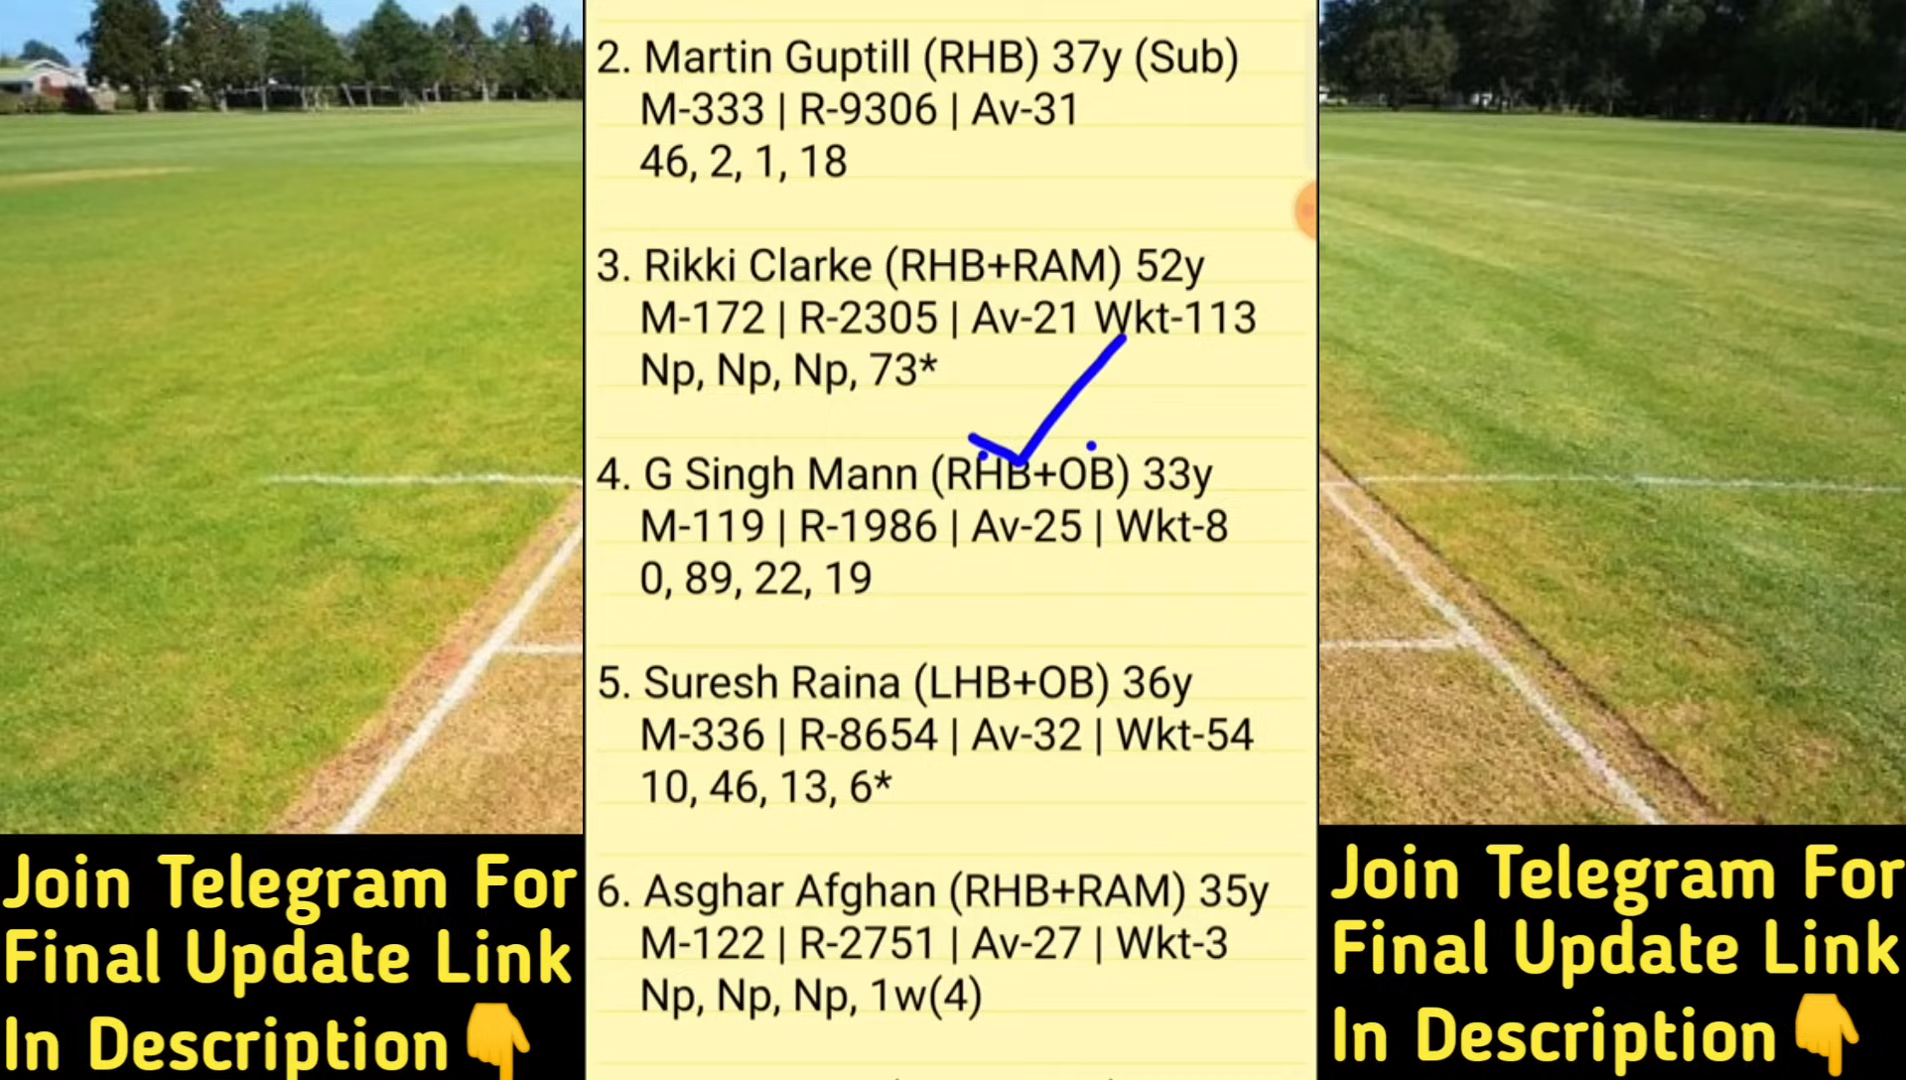 2. Martin Guptill (RHB) 37y (Sub)
M-333 | R-9306 | Av-31
46, 2, 1, 18
3. Rikki Clarke (RHB+RAM) 52y
M-172 | R-2305 | Av-21 Wkt-113
Np, Np, Np, 73*
4. G Singh Mann (RHB+OB) 33y
M-119 | R-1986 | Av-25 | Wkt-8
0, 89, 22, 19
5. Suresh Raina (LHB+OB) 36y
M-336 | R-8654 | Av-32 | Wkt-54
10, 46, 13, 6*
6. Asghar Afghan (RHB+RAM) 35y
M-122 | R-2751 | Av-27 | Wkt-3
Np, Np, Np, 1w(4)
Join Telegram For
Final Update Link
In Description👇
Join Telegram For
Final Update Link
In Description👇